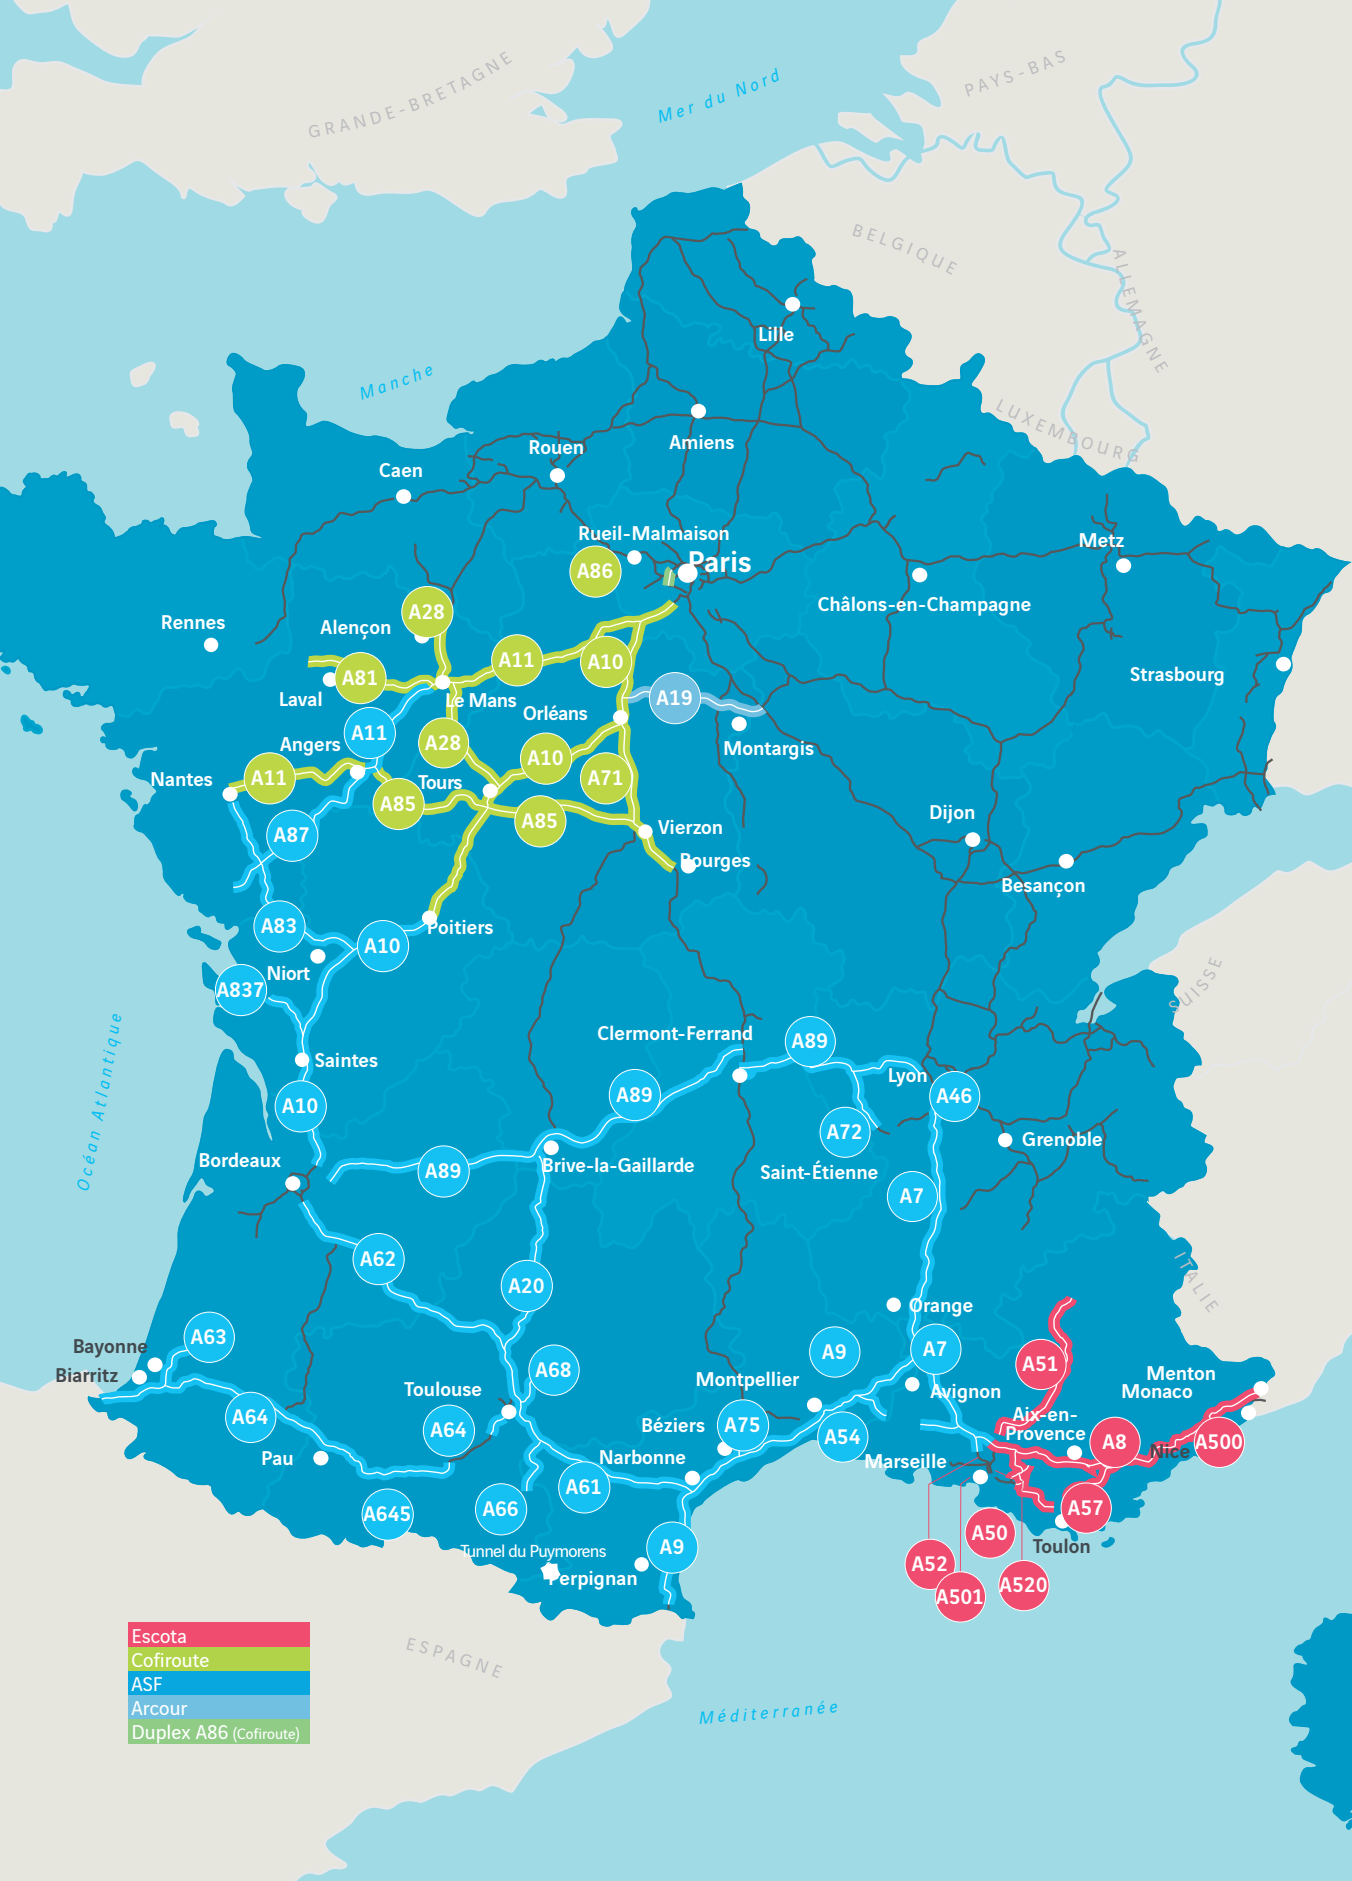 GRANDE-BRETAGNE
Mer du Nord
PAYS-BAS
BELGIQUE
ALLEMAGNE
LUXEMBOURG
Manche
Lille
Amiens
Rouen
Caen
Rueil-Malmaison
Paris
A86
Metz
Châlons-en-Champagne
Strasbourg
A28
Alençon
Rennes
A11
A10
A81
Laval
Le Mans
A19
Orléans
Montargis
A11
A28
Angers
A10
A71
Nantes
A11
Tours
A85
A85
Vierzon
Bourges
Dijon
Besançon
A87
A83
Poitiers
A10
Niort
A837
SUISSE
Saintes
Clermont-Ferrand
A89
Lyon
A46
A89
A10
A72
Grenoble
Océan Atlantique
Bordeaux
A89
Brive-la-Gaillarde
Saint-Étienne
A7
A62
A20
ITALIE
Orange
Bayonne
A63
Biarritz
A68
A9
A7
A51
Menton
Monaco
Toulouse
Montpellier
Avignon
A64
A64
Béziers
A75
A54
Aix-en-
Provence
A8
Nice
A500
Pau
Narbonne
Marseille
A61
A645
A66
A57
A50
Toulon
A9
Tunnel du Puymorens
Perpignan
A52
A501
A520
ESPAGNE
Méditerranée
Escota
Cofiroute
ASF
Arcour
Duplex A86 (Cofiroute)